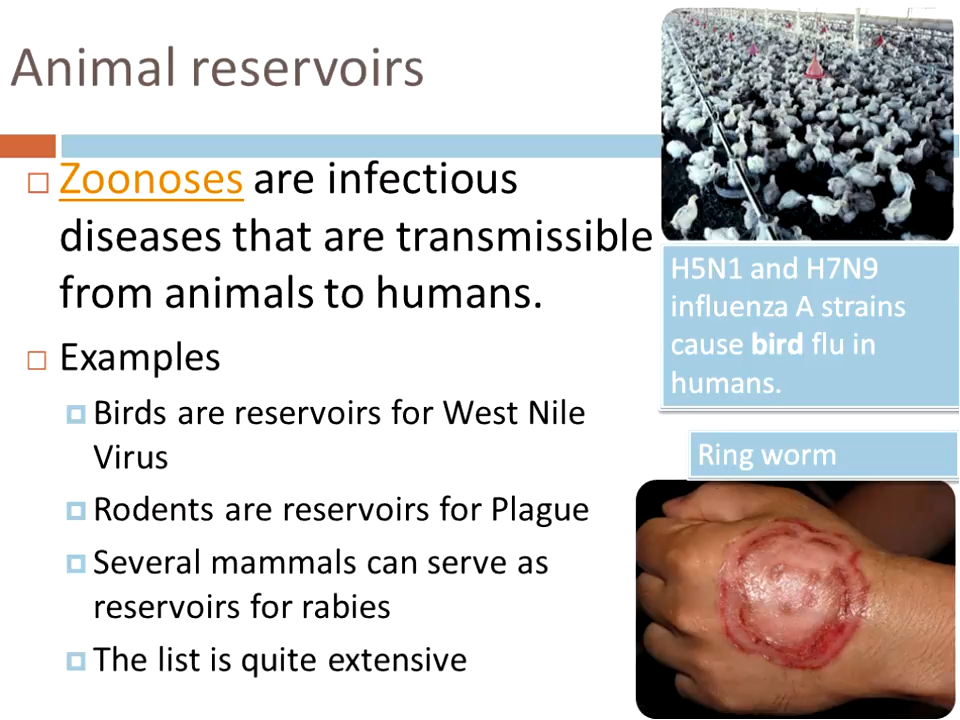 Animal reservoirs
Zoonoses are infectious
diseases that are transmissible
from animals to humans.
Examples
Birds are reservoirs for West Nile
Virus
Rodents are reservoirs for Plague
Several mammals can serve as
reservoirs for rabies
The list is quite extensive
H5N1 and H7N9
influenza A strains
cause bird flu in
humans.
Ring worm